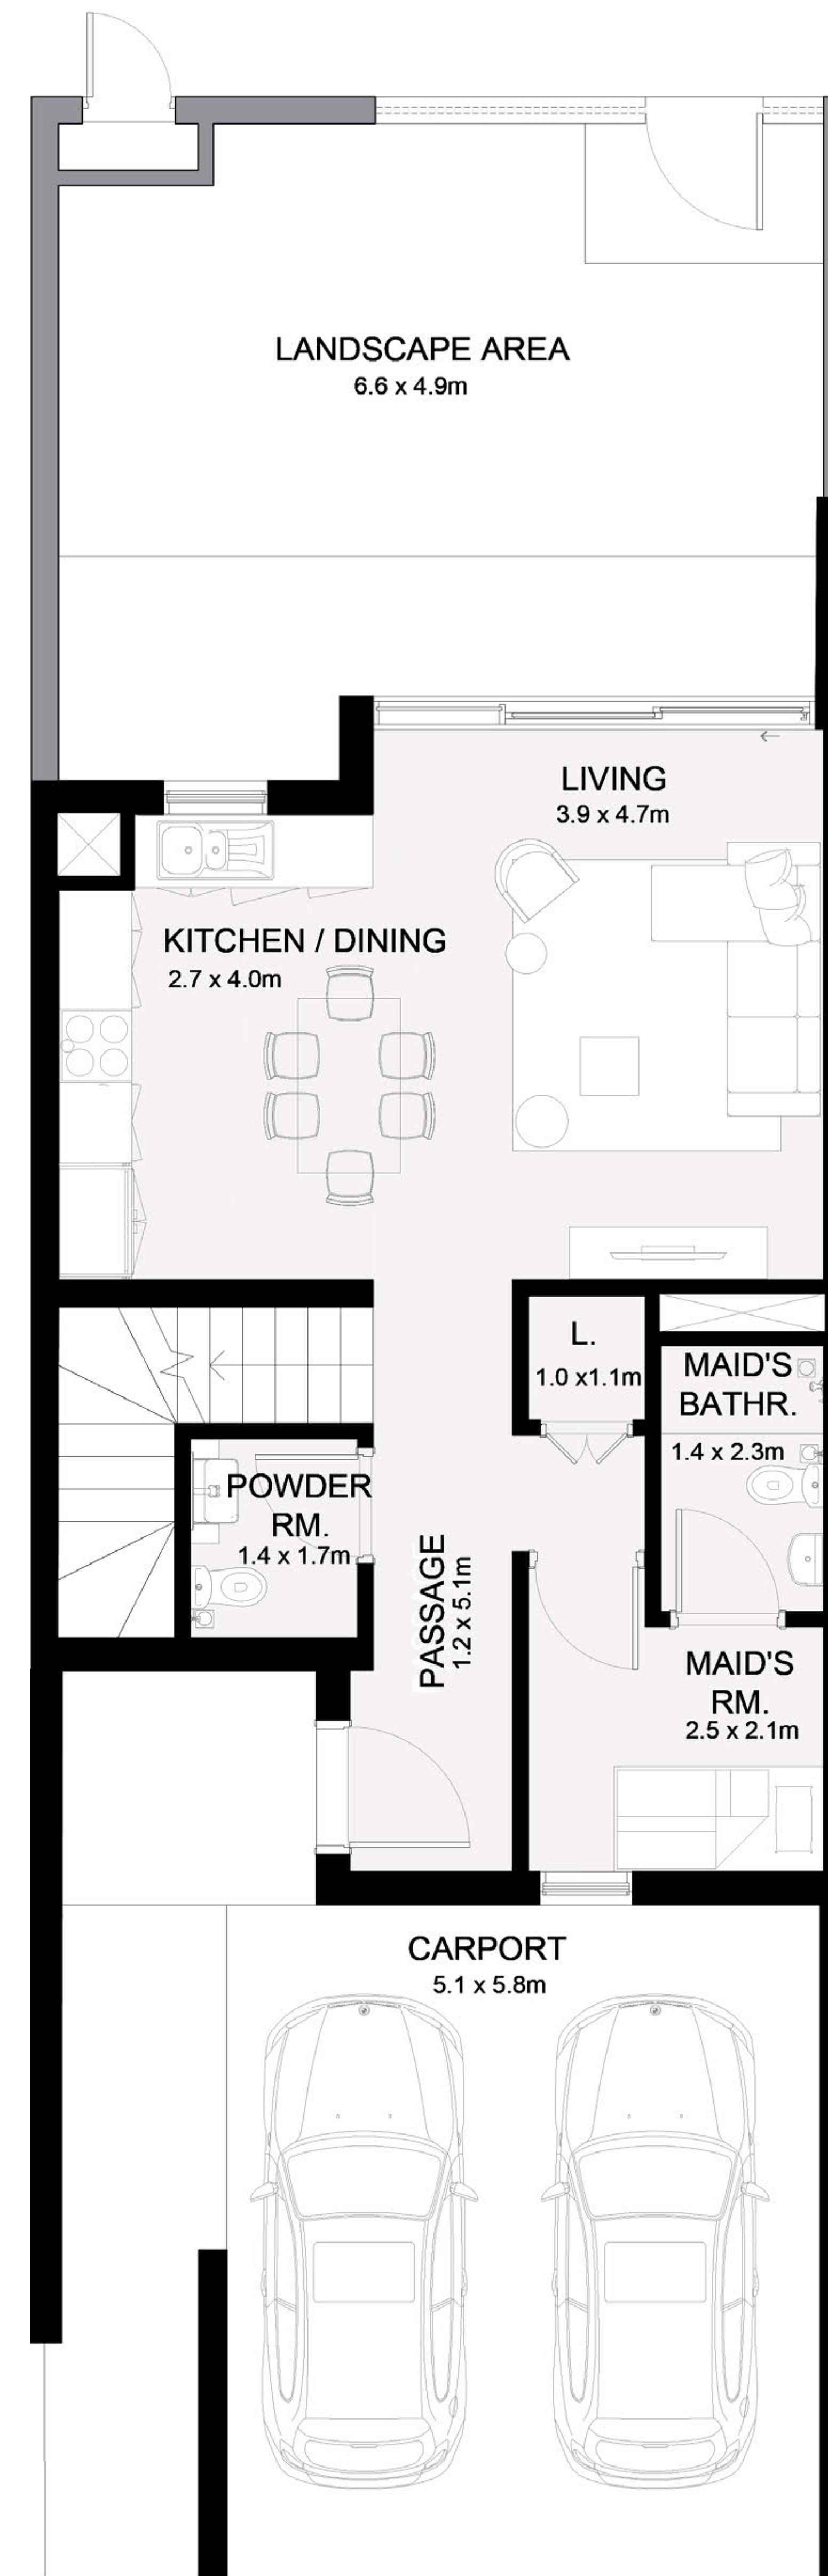 LANDSCAPE AREA
6.6 x 4.9m
LIVING
3.9 x 4.7m
KITCHEN / DINING
2.7 x 4.0m
L.
1.0 x1.1m
MAID'S
BATHR.
1.4 x 2.3m
POWDER
RM.
1.4 x 1.7m
PASSAGE
1.2 x 5.1m
MAID'S
RM.
2.5 x 2.1m
CARPORT
5.1 x 5.8m